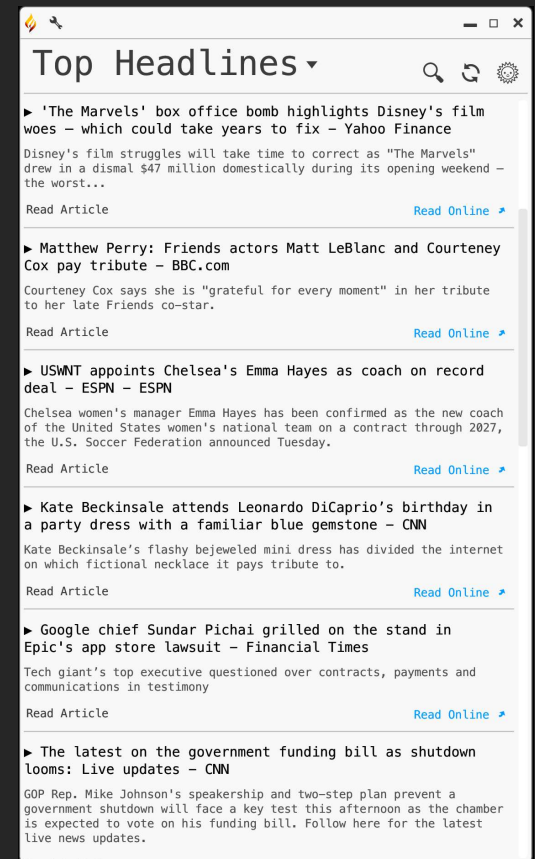 Top Headlines
► 'The Marvels' box office bomb highlights Disney's film
woes – which could take years to fix – Yahoo Finance
Disney's film struggles will take time to correct as "The Marvels"
drew in a dismal $47 million domestically during its opening weekend –
the worst...
Read Article Read Online
► Matthew Perry: Friends actors Matt LeBlanc and Courteney
Cox pay tribute – BBC.com
Courteney Cox says she is "grateful for every moment" in her tribute
to her late Friends co-star.
Read Article Read Online
► USWNT appoints Chelsea's Emma Hayes as coach on record
deal – ESPN – ESPN
Chelsea women's manager Emma Hayes has been confirmed as the new coach
of the United States women's national team on a contract through 2027,
the U.S. Soccer Federation announced Tuesday.
Read Article Read Online
► Kate Beckinsale attends Leonardo DiCaprio’s birthday in
a party dress with a familiar blue gemstone – CNN
Kate Beckinsale’s flashy bejeweled mini dress has divided the internet
on which fictional necklace it pays tribute to.
Read Article Read Online
► Google chief Sundar Pichai grilled on the stand in
Epic's app store lawsuit – Financial Times
Tech giant’s top executive questioned over contracts, payments and
communications in testimony
Read Article Read Online
► The latest on the government funding bill as shutdown
looms: Live updates – CNN
GOP Rep. Mike Johnson's speakership and two-step plan prevent a
government shutdown will face a key test this afternoon as the chamber
is expected to vote on his funding bill. Follow here for the latest
live news updates.